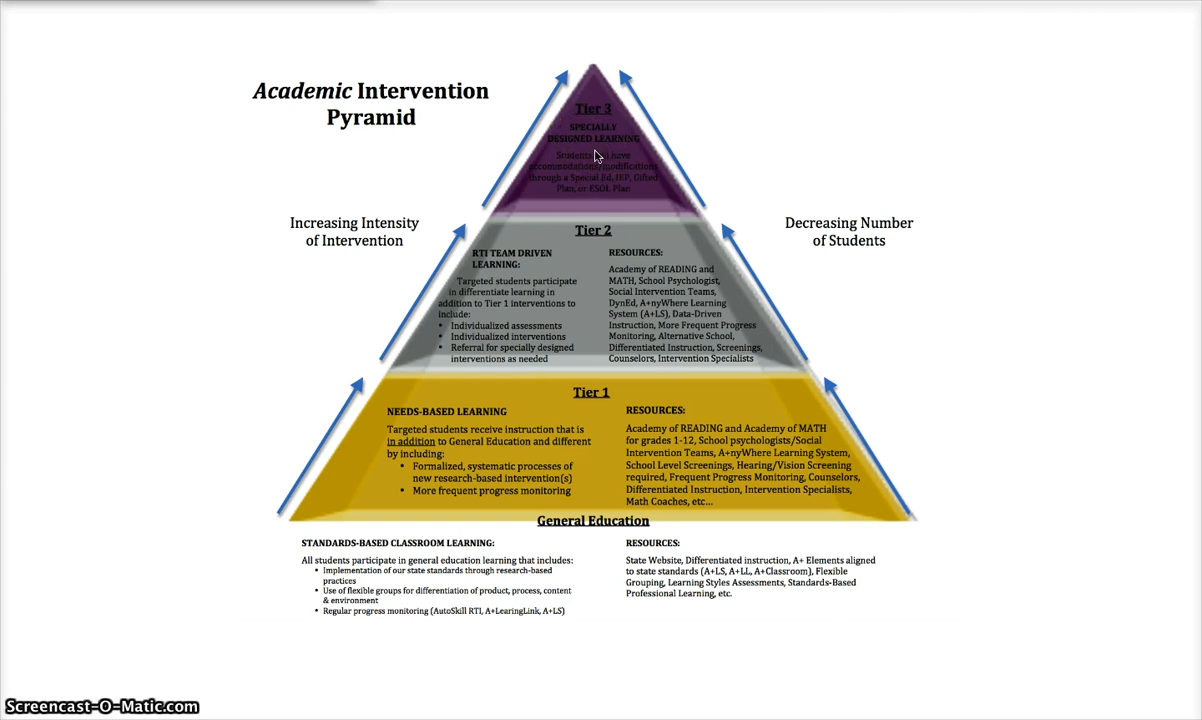 Academic Intervention
Pyramid
Tier 3
SPECIALLY
DESIGNED LEARNING
Students have
accommodations/modifications
through a Special Ed, IEP, Gifted
Plan, or ESOL Plan
Increasing Intensity
of Intervention
Decreasing Number
of Students
Tier 2
RTI TEAM DRIVEN
LEARNING:
Targeted students participate
in differentiate learning in
addition to Tier 1 interventions to
include:
• Individualized assessments
• Individualized interventions
• Referral for specially designed
interventions as needed
RESOURCES:
Academy of READING and
MATH, School Psychologist,
Social Intervention Teams,
DynEd, A+nyWhere Learning
System (A+LS), Data-Driven
Instruction, More Frequent Progress
Monitoring, Alternative School,
Differentiated Instruction, Screenings,
Counselors, Intervention Specialists
Tier 1
NEEDS-BASED LEARNING
Targeted students receive instruction that is
in addition to General Education and different
by including:
• Formalized, systematic processes of
new research-based intervention(s)
• More frequent progress monitoring
RESOURCES:
Academy of READING and Academy of MATH
for grades 1-12, School psychologists/Social
Intervention Teams, A+nyWhere Learning System,
School Level Screenings, Hearing/Vision Screening
required, Frequent Progress Monitoring, Counselors,
Differentiated Instruction, Intervention Specialists,
Math Coaches, etc...
General Education
STANDARDS-BASED CLASSROOM LEARNING:
All students participate in general education learning that includes:
• Implementation of our state standards through research-based
practices
• Use of flexible groups for differentiation of product, process, content
& environment
• Regular progress monitoring (AutoSkill RTI, A+LearingLink, A+LS)
RESOURCES:
State Website, Differentiated instruction, A+ Elements aligned
to state standards (A+LS, A+LL, A+Classroom), Flexible
Grouping, Learning Styles Assessments, Standards-Based
Professional Learning, etc.
Screencast-O-Matic.com